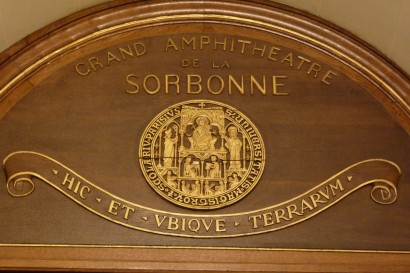 GRAND AMPHITHEATRE
DE LA
SORBONNE
HIC · ET · VBIQVE · TERRARVM